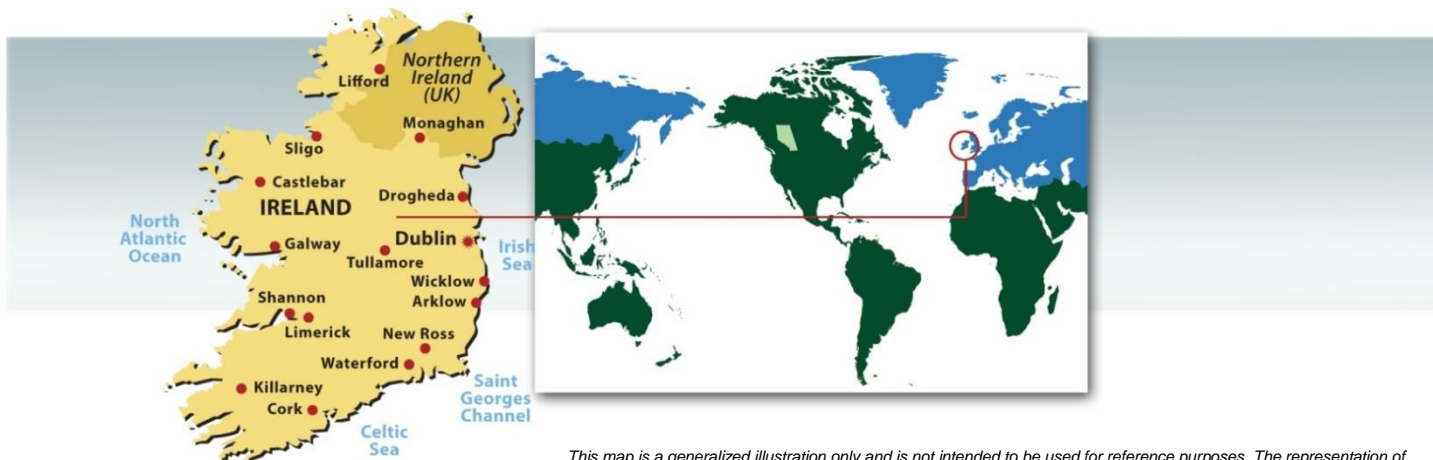 Northern
Ireland
(UK)
Lifford
Monaghan
Sligo
Castlebar
Drogheda
IRELAND
North
Atlantic
Ocean
Galway
Dublin
Irish
Sea
Tullamore
Wicklow
Shannon
Arklow
Limerick
New Ross
Waterford
Killarney
Saint
Georges
Channel
Cork
Celtic
Sea
This map is a generalized illustration only and is not intended to be used for reference purposes. The representation of